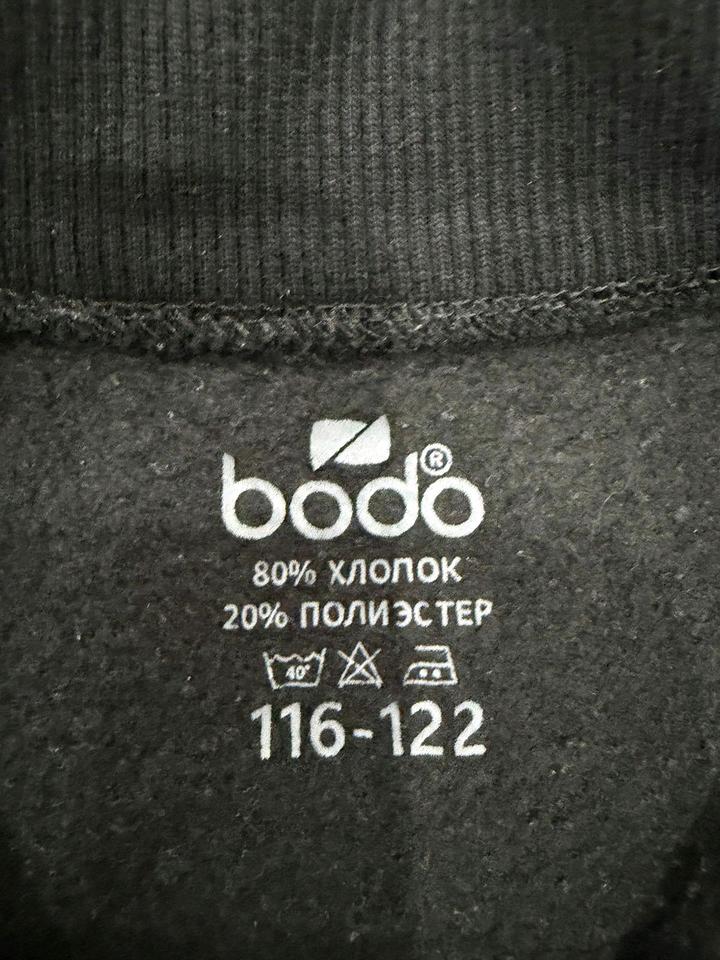 bodo®
80% ХЛОПОК
20% ПОЛИЭСТЕР
40°
116-122